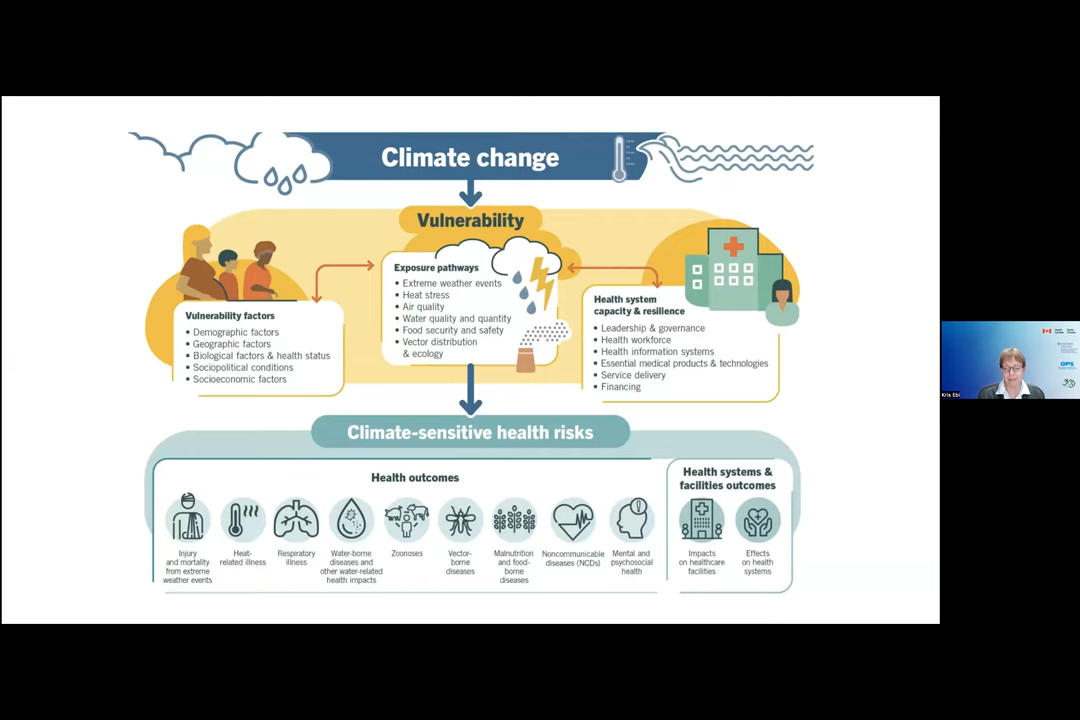 Climate change
Vulnerability
Exposure pathways
• Extreme weather events
• Heat stress
• Air quality
• Water quality and quantity
• Food security and safety
• Vector distribution
& ecology
Vulnerability factors
• Demographic factors
• Geographic factors
• Biological factors & health status
• Sociopolitical conditions
• Socioeconomic factors
Health system
capacity & resilience
• Leadership & governance
• Health workforce
• Health information systems
• Essential medical products & technologies
• Service delivery
• Financing
Climate-sensitive health risks
Health outcomes
Injury
and mortality
from extreme
weather events
Heat-
related illness
Respiratory
illness
Water-borne
diseases and
other water-related
health impacts
Zoonoses
Vector-
borne
diseases
Malnutrition
and food-
borne
diseases
Noncommunicable
diseases (NCDs)
Mental and
psychosocial
health
Health systems &
facilities outcomes
Impacts
on healthcare
facilities
Effects
on health
systems
OPS
Kris Ebi